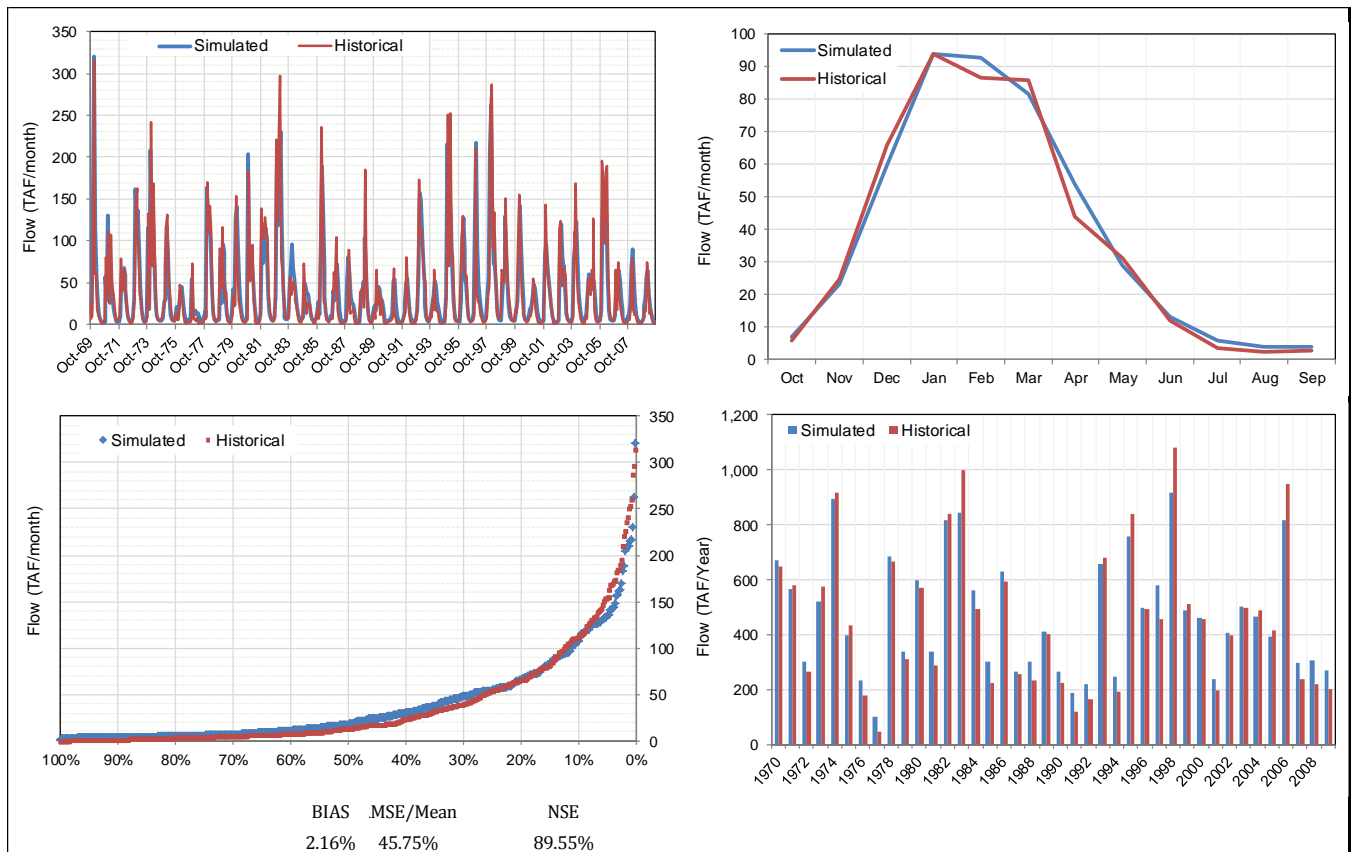 Simulated Historical
Flow (TAF/month)
350
300
250
200
150
100
50
0
Oct-69 Oct-71 Oct-73 Oct-75 Oct-77 Oct-79 Oct-81 Oct-83 Oct-85 Oct-87 Oct-89 Oct-91 Oct-93 Oct-95 Oct-97 Oct-99 Oct-01 Oct-03 Oct-05 Oct-07
Simulated
Historical
Flow (TAF/month)
100
90
80
70
60
50
40
30
20
10
0
Oct Nov Dec Jan Feb Mar Apr May Jun Jul Aug Sep
Simulated Historical
Flow (TAF/month)
350
300
250
200
150
100
50
0
100% 90% 80% 70% 60% 50% 40% 30% 20% 10% 0%
Simulated Historical
Flow (TAF/Year)
1,200
1,000
800
600
400
200
0
1970 1972 1974 1976 1978 1980 1982 1984 1986 1988 1990 1992 1994 1996 1998 2000 2002 2004 2006 2008
BIAS .MSE/Mean NSE
2.16% 45.75% 89.55%